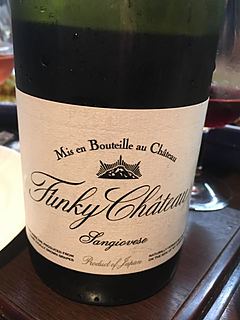 Mis en Bouteille au Château
Funky Château
Sangiovese
Product of Japan